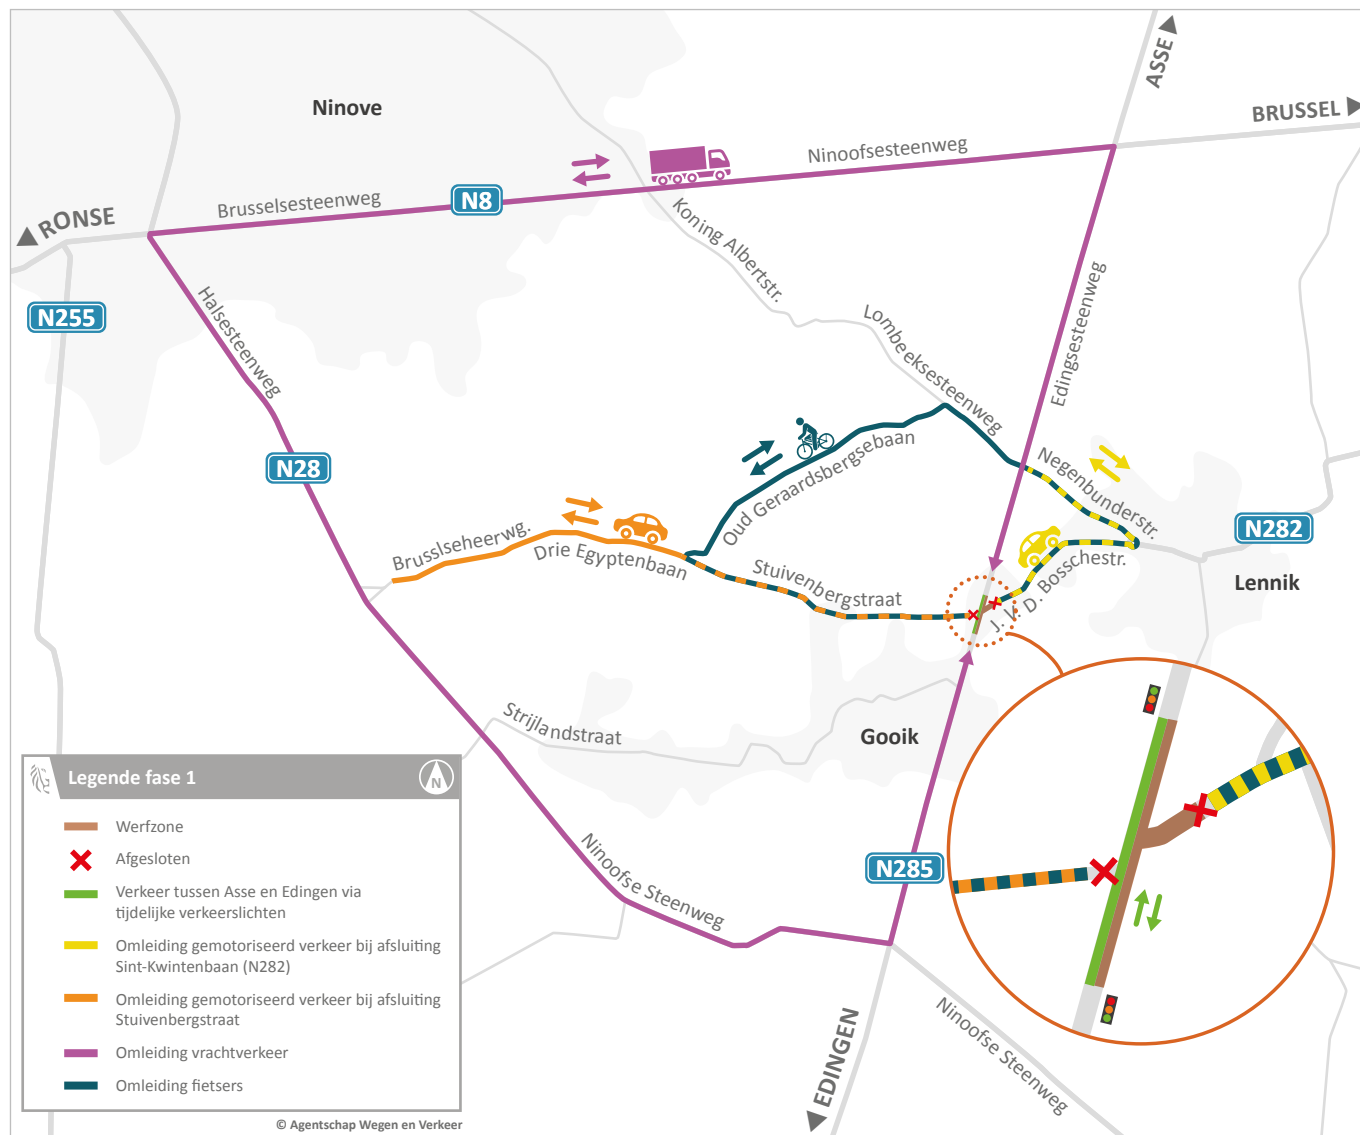 ASSE
BRUSSEL
Ninove
Ninoofsesteenweg
Brusselsesteenweg
N8
RONSE
Koning Albertstr.
N255
Halsesteenweg
Edingsesteenweg
Lombeeksesteenweg
N28
Oud Geraardsbergsebaan
Negenbunderstr.
N282
Brusslseheerwg.
Drie Egyptenbaan
Stuivenbergstraat
J. V. D. Bosschestr.
Lennik
Strijlandstraat
Gooik
N285
Ninoofse Steenweg
EDINGEN
Ninoofse Steenweg
Legende fase 1
N
Werfzone
Afgesloten
Verkeer tussen Asse en Edingen via
tijdelijke verkeerslichten
Omleiding gemotoriseerd verkeer bij afsluiting
Sint-Kwintenbaan (N282)
Omleiding gemotoriseerd verkeer bij afsluiting
Stuivenbergstraat
Omleiding vrachtverkeer
Omleiding fietsers
© Agentschap Wegen en Verkeer